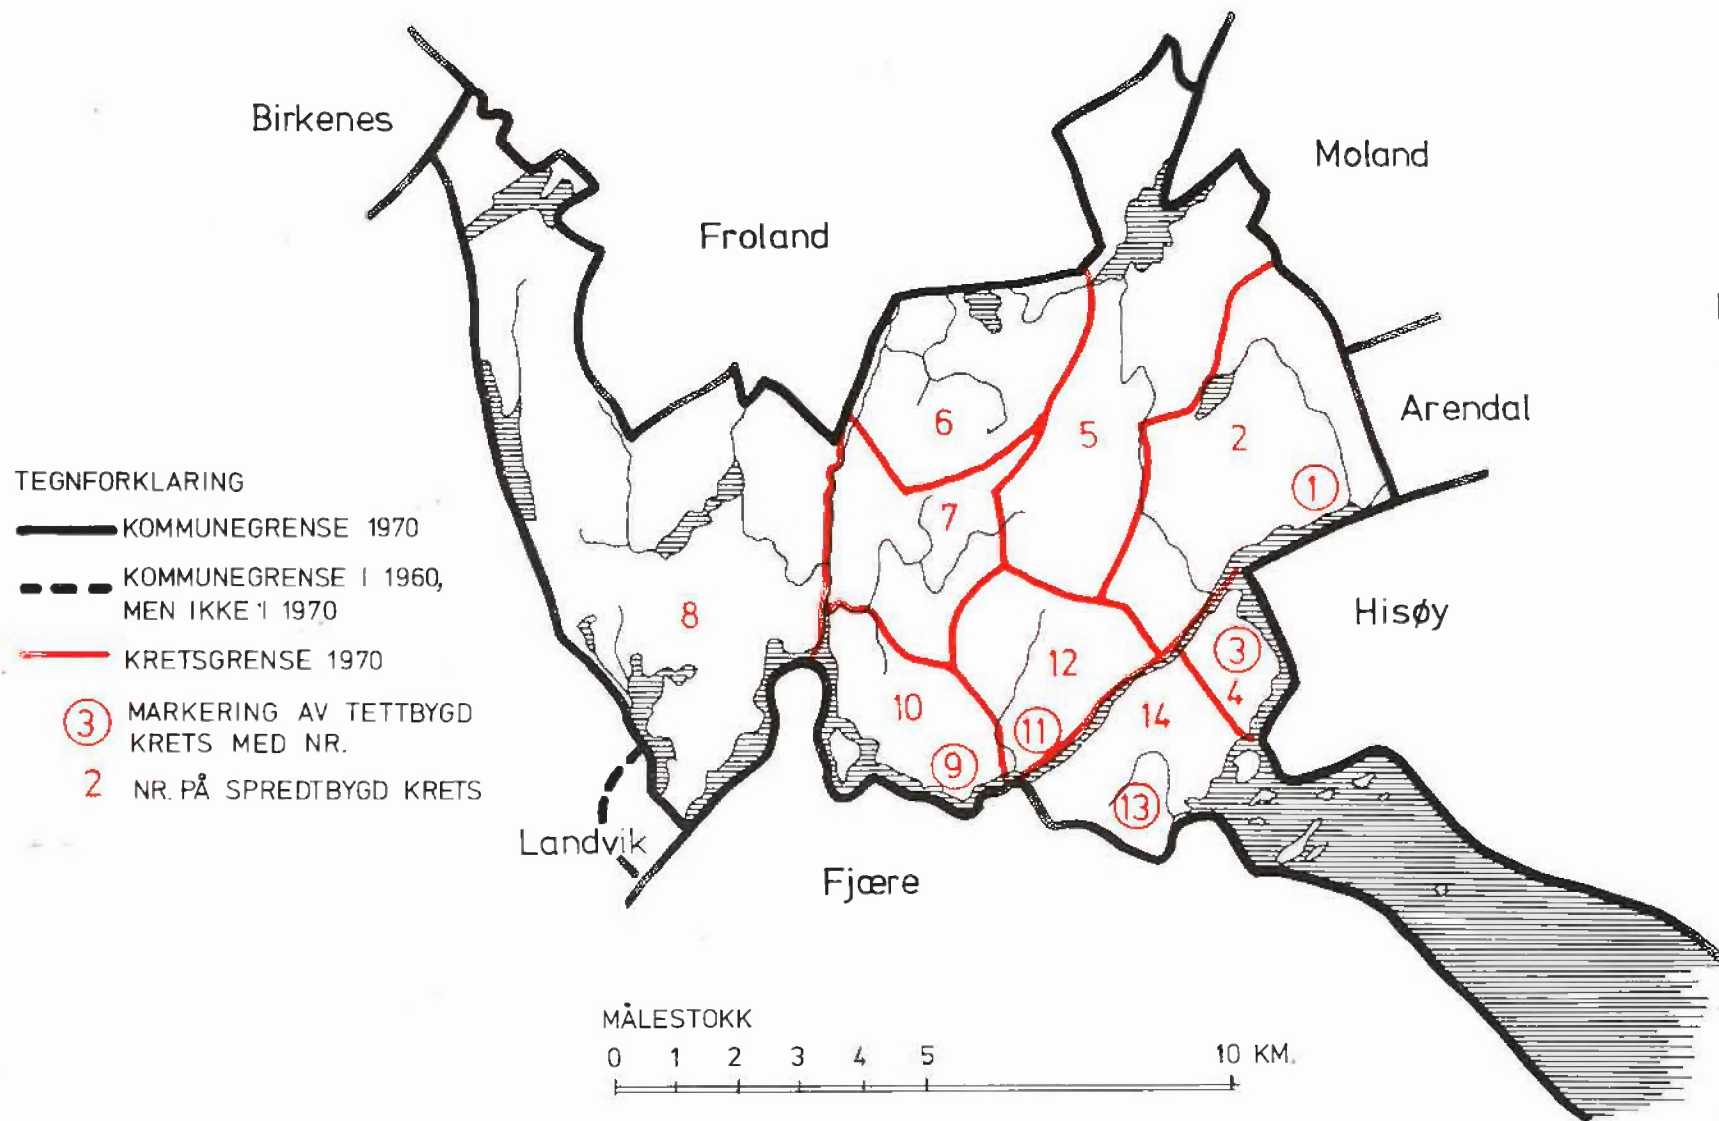 Birkenes
Moland
Froland
Arendal
6
5
2
1
7
TEGNFORKLARING
KOMMUNEGRENSE 1970
KOMMUNEGRENSE I 1960,
MEN IKKE I 1970
KRETSGRENSE 1970
3 MARKERING AV TETTBYGD
KRETS MED NR.
2 NR. PÅ SPREDTBYGD KRETS
8
Hisøy
12
3
4
10
14
11
9
13
Landvik
Fjære
MÅLESTOKK
0 1 2 3 4 5 10 KM.